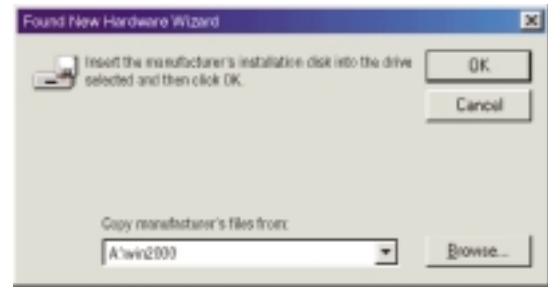 Found New Hardware Wizard
Insert the manufacturer's installation disk into the drive
selected and then click OK.
OK
Cancel
Copy manufacturer's files from:
A:\win2000
Browse...